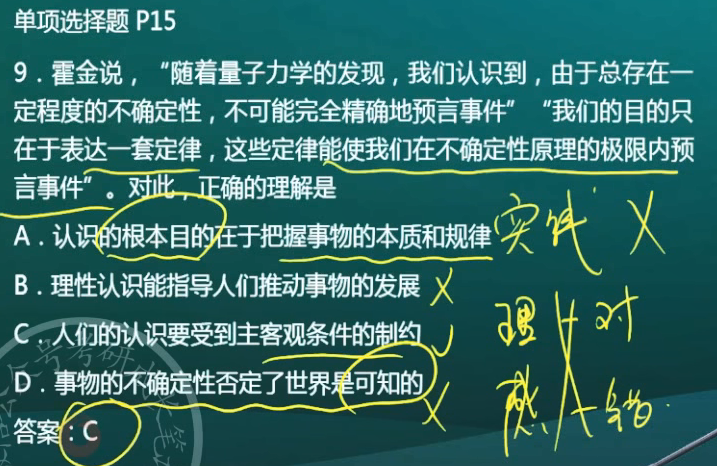 单项选择题 P15
9．霍金说，“随着量子力学的发现，我们认识到，由于总存在一
定程度的不确定性，不可能完全精确地预言事件”“我们的目的只
在于表达一套定律，这些定律能使我们在不确定性原理的极限内预
言事件”。对此，正确的理解是
A．认识的根本目的在于把握事物的本质和规律 实践 X
B．理性认识能指导人们推动事物的发展 X
C．人们的认识要受到主客观条件的制约 √ 理 对
D．事物的不确定性否定了世界是可知的 X 感 错
答案：C